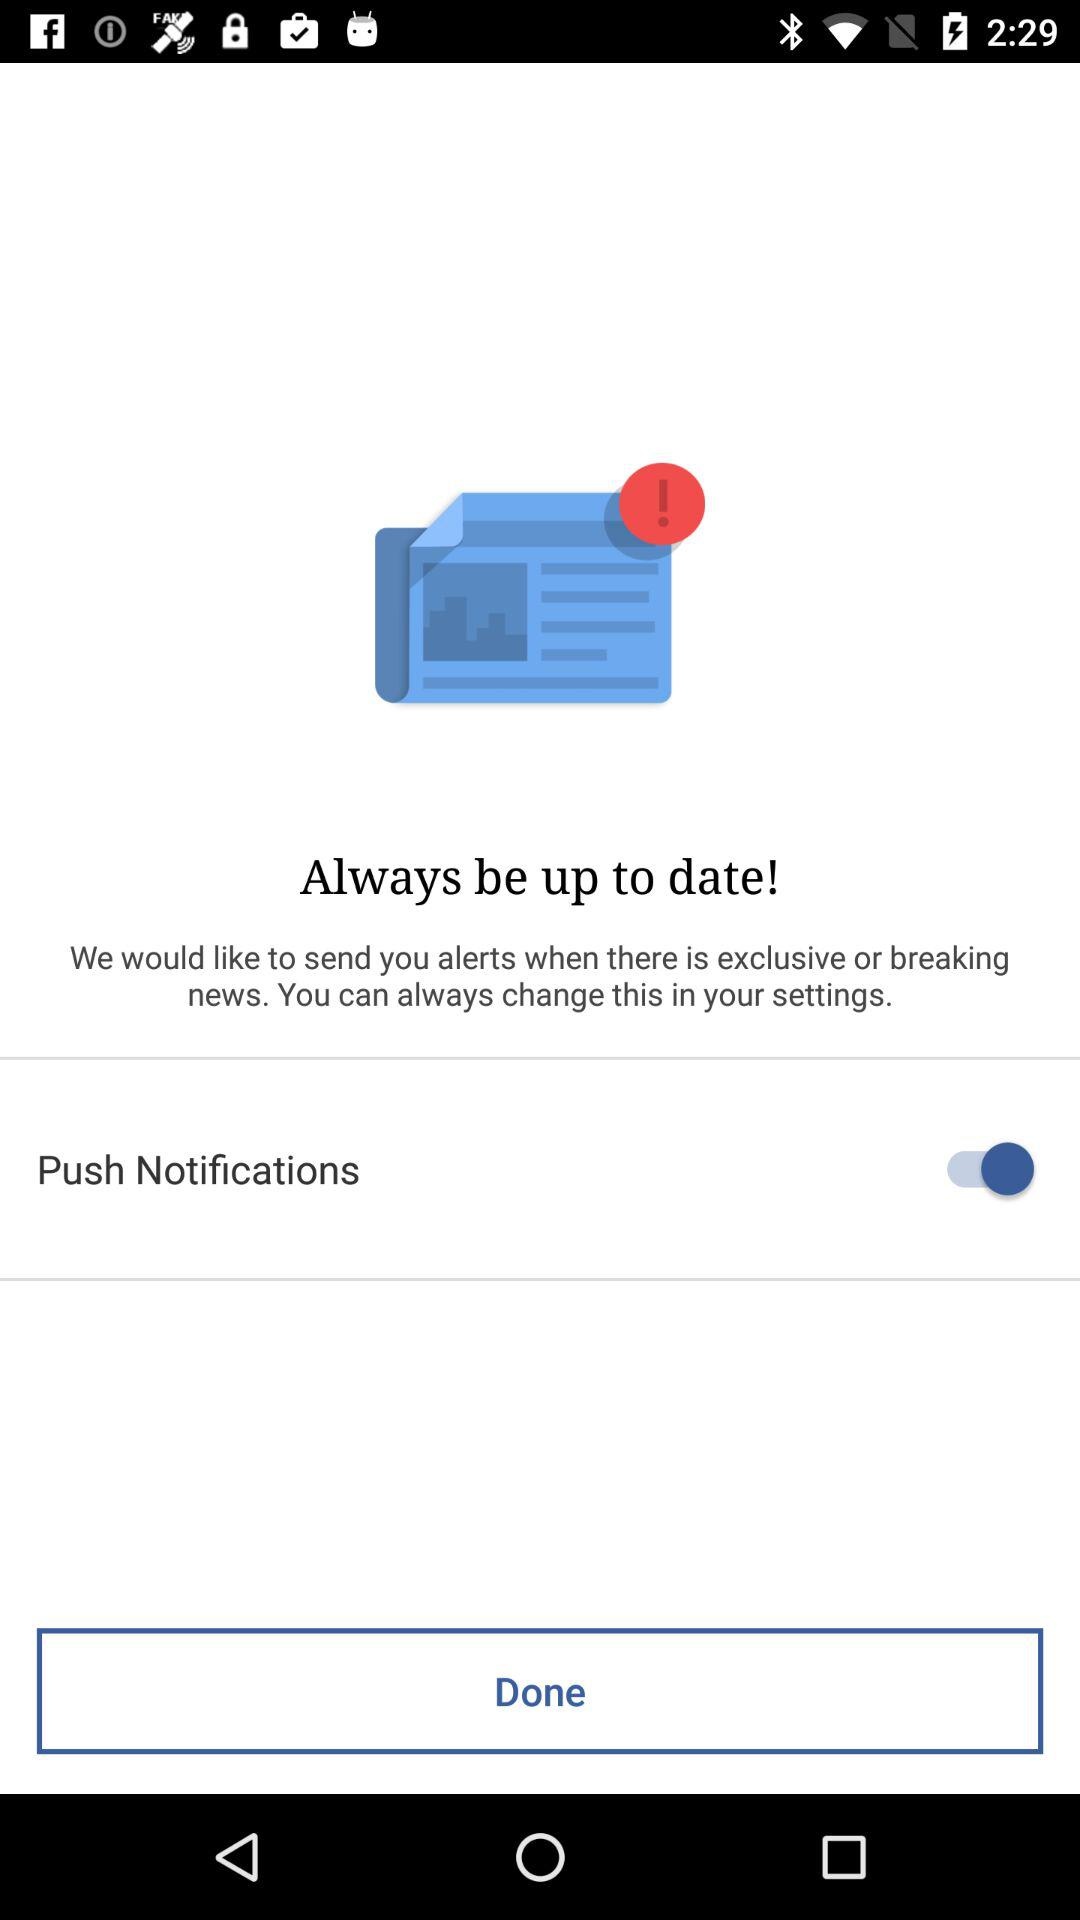 FAKE
2:29
Always be up to date!
We would like to send you alerts when there is exclusive or breaking
news. You can always change this in your settings.
Push Notifications
Done